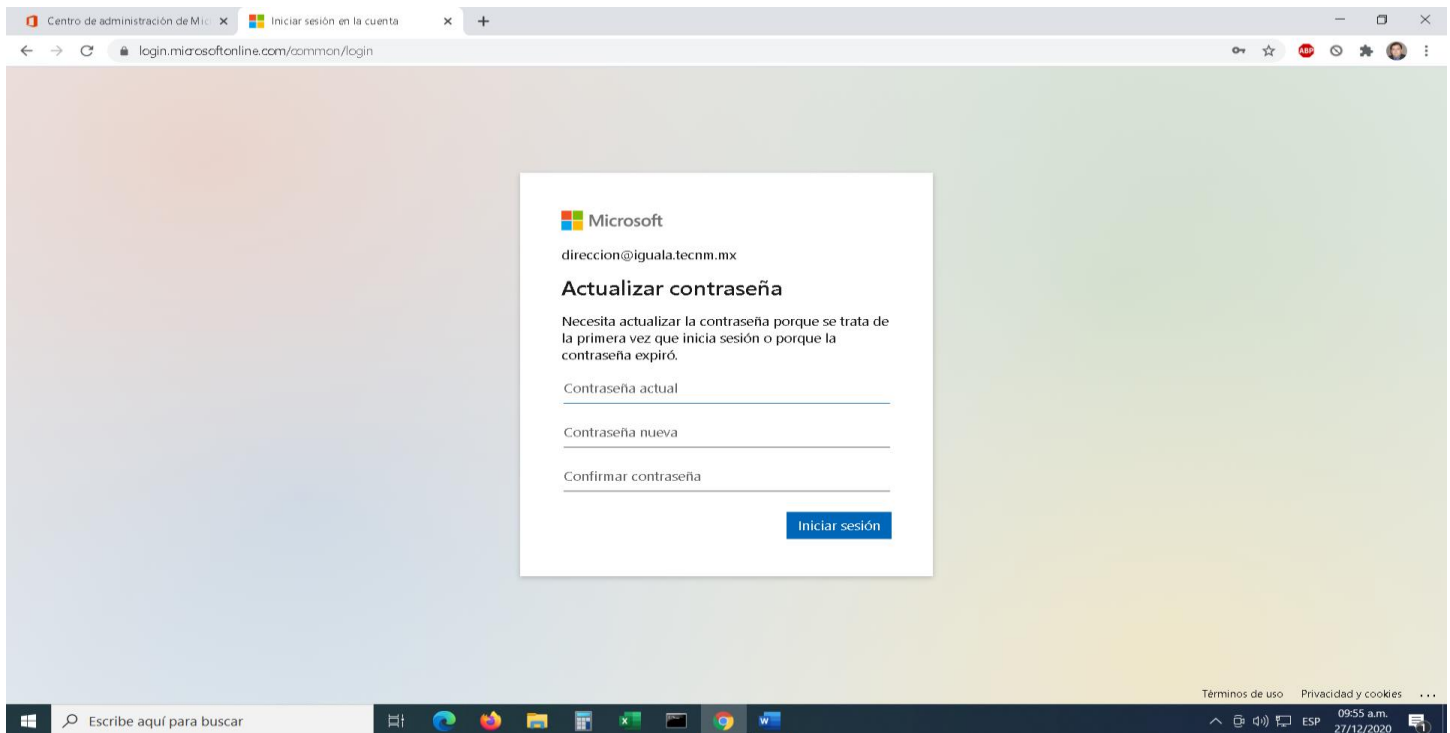 Centro de administración de Mic
Iniciar sesión en la cuenta
login.microsoftonline.com/common/login
ABP
Microsoft
direccion@iguala.tecnm.mx
Actualizar contraseña
Necesita actualizar la contraseña porque se trata de
la primera vez que inicia sesión o porque la
contraseña expiró.
Contraseña actual
Contraseña nueva
Confirmar contraseña
Iniciar sesión
Términos de uso Privacidad y cookies ...
Escribe aquí para buscar
ESP
09:55 a.m.
27/12/2020
1